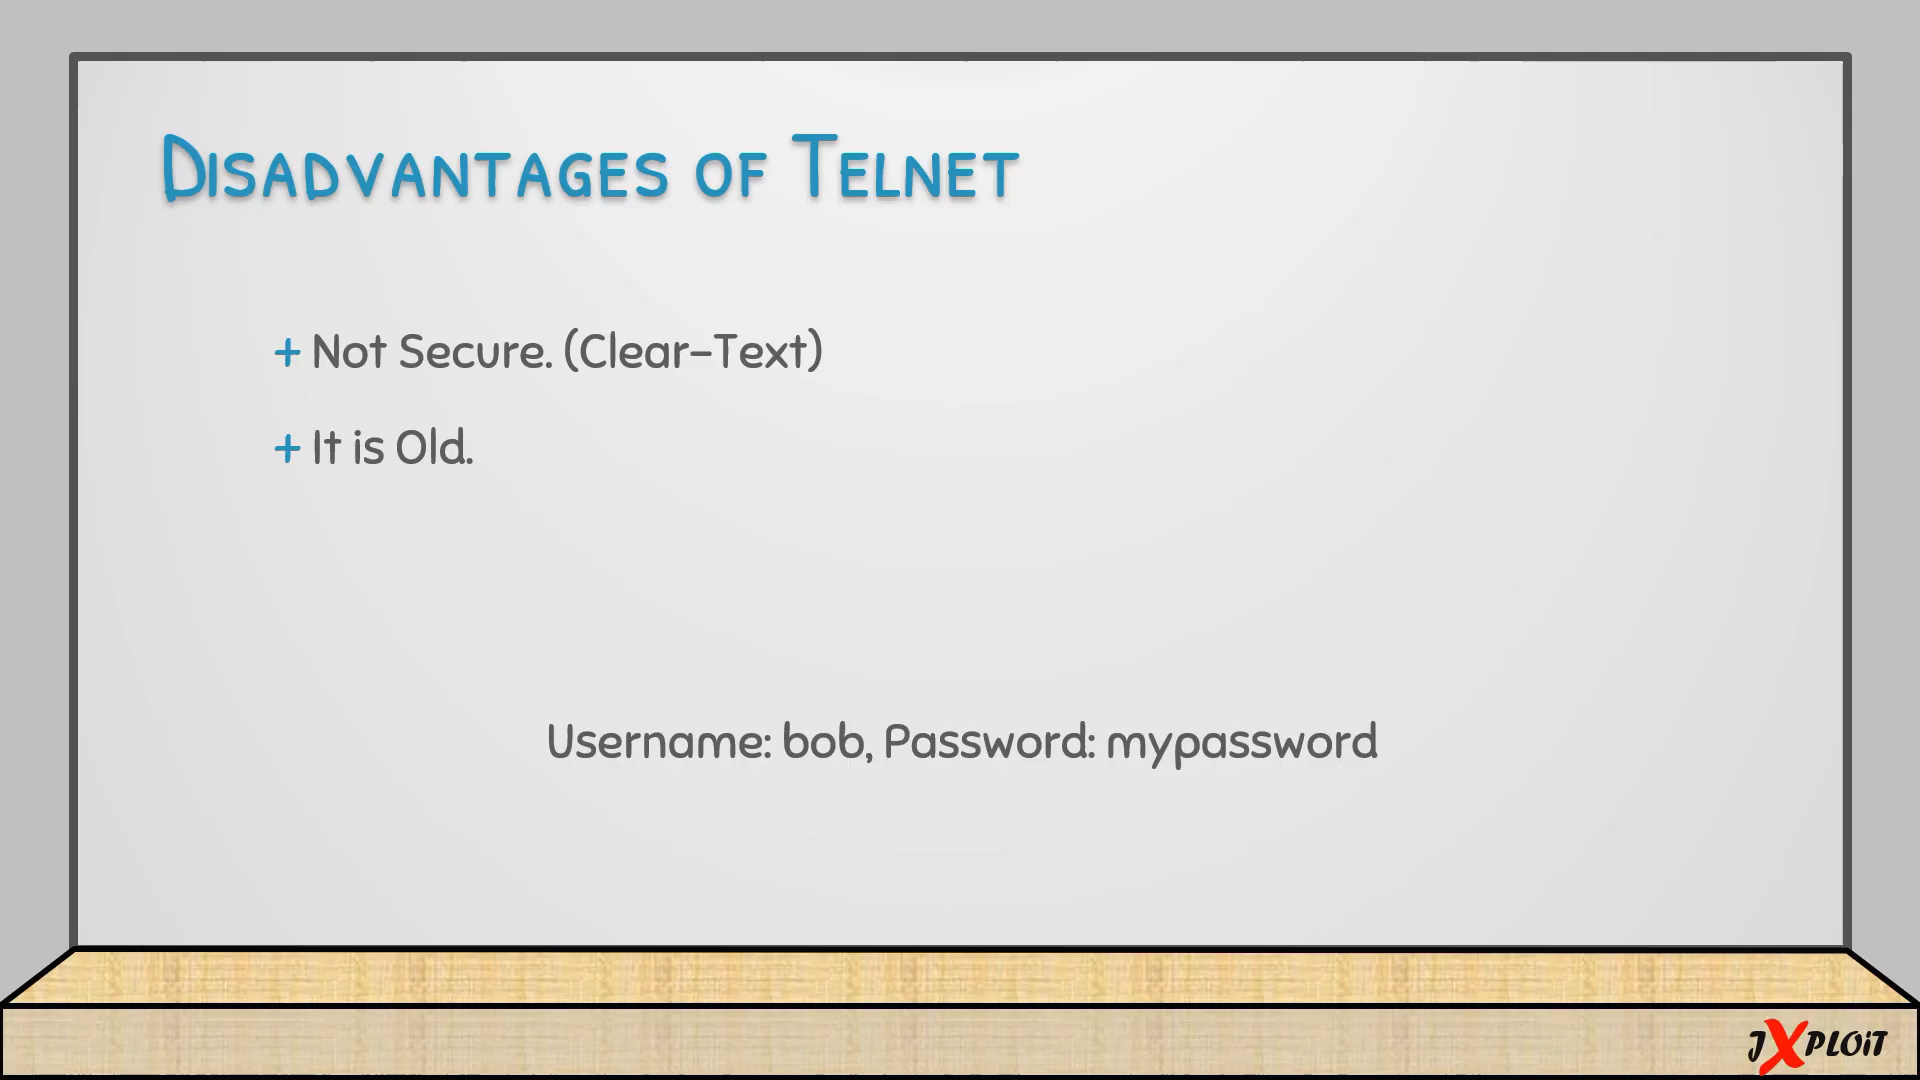 Disadvantages of Telnet
+ Not Secure. (Clear-Text)
+ It is Old.
Username: bob, Password: mypassword
JXPLOiT